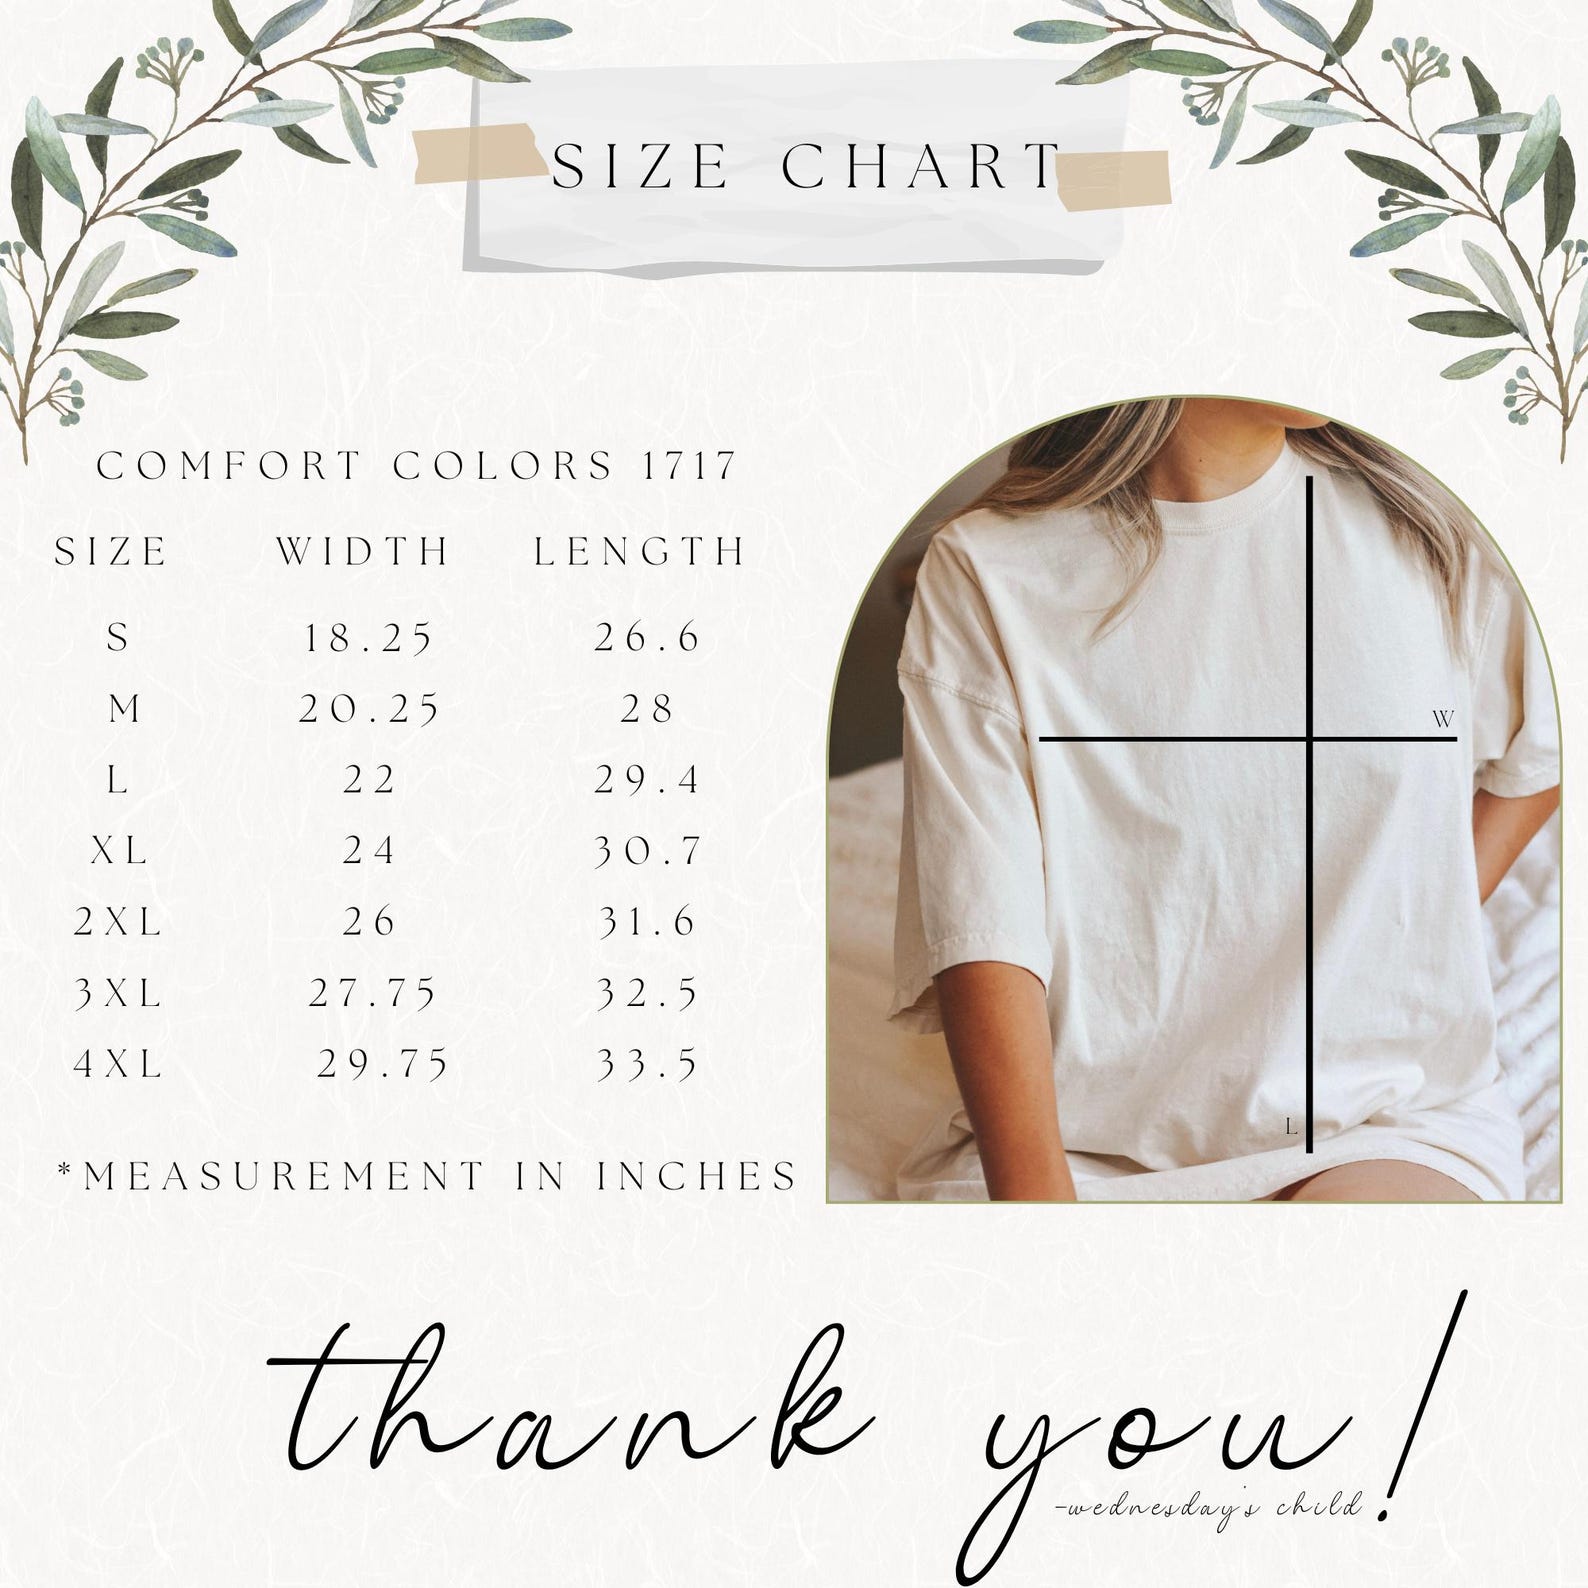 SIZE CHART
COMFORT COLORS 1717
SIZE WIDTH LENGTH
S 18.25 26.6
M 20.25 28
L 22 29.4
XL 24 30.7
2XL 26 31.6
3XL 27.75 32.5
4XL 29.75 33.5
*MEASUREMENT IN INCHES
W
L
thank you!
-wednesday's child